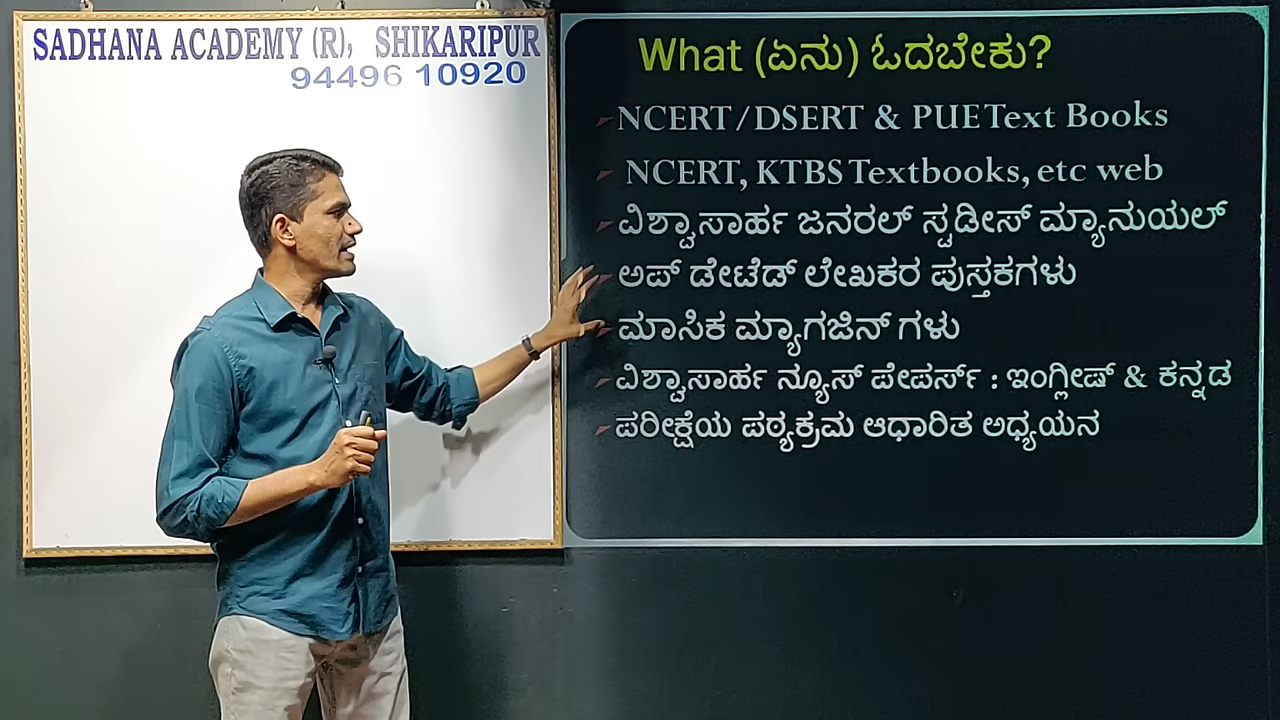 SADHANA ACADEMY (R), SHIKARIPUR
94496 10920
What (ಏನು) ಓದಬೇಕು?
NCERT/DSERT & PUE Text Books
NCERT, KTBS Textbooks, etc web
ವಿಶ್ವಾಸಾರ್ಹ ಜನರಲ್ ಸ್ಟಡೀಸ್ ಮ್ಯಾನುಯಲ್
ಅಪ್ ಡೇಟೆಡ್ ಲೇಖಕರ ಪುಸ್ತಕಗಳು
ಮಾಸಿಕ ಮ್ಯಾಗಜಿನ್ ಗಳು
ವಿಶ್ವಾಸಾರ್ಹ ನ್ಯೂಸ್ ಪೇಪರ್ಸ್ : ಇಂಗ್ಲೀಷ್ & ಕನ್ನಡ
ಪರೀಕ್ಷೆಯ ಪಠ್ಯಕ್ರಮ ಆಧಾರಿತ ಅಧ್ಯಯನ